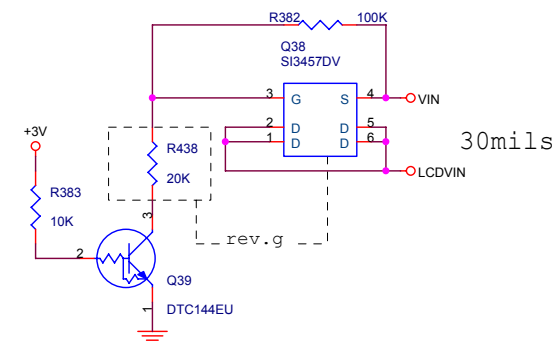 R382 100K
Q38
SI3457DV
3 G S 4 VIN
2 D D 5
1 D D 6
30mils
LCDVIN
+3V
R438
20K
R383
10K
3
rev.g
2
Q39
1
DTC144EU